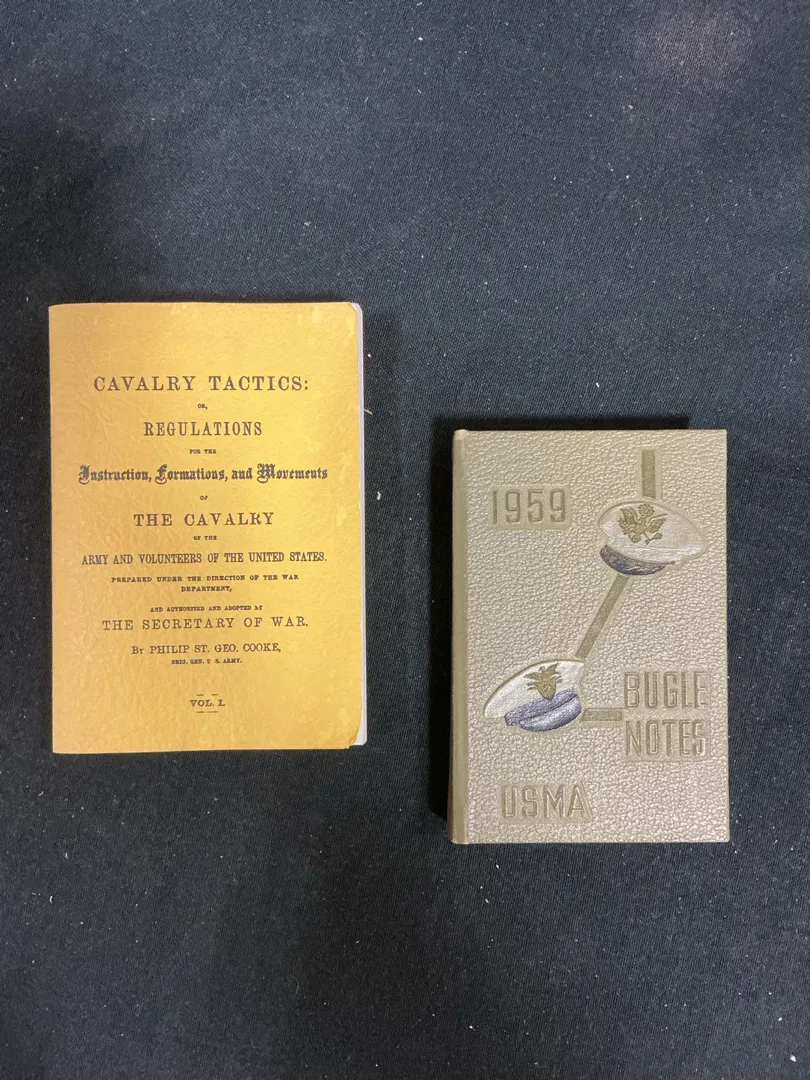 CAVALRY TACTICS:
OR,
REGULATIONS
FOR THE
Instruction, Formations, and Movements
OF
THE CAVALRY
OF THE
ARMY AND VOLUNTEERS OF THE UNITED STATES.
PREPARED UNDER THE DIRECTION OF THE WAR
DEPARTMENT,
AND AUTHORIZED AND ADOPTED BY
THE SECRETARY OF WAR.
BY PHILIP ST. GEO. COOKE,
BRIG. GEN. U S. ARMY.
VOL. I.
1959
BUGLE
NOTES
USMA